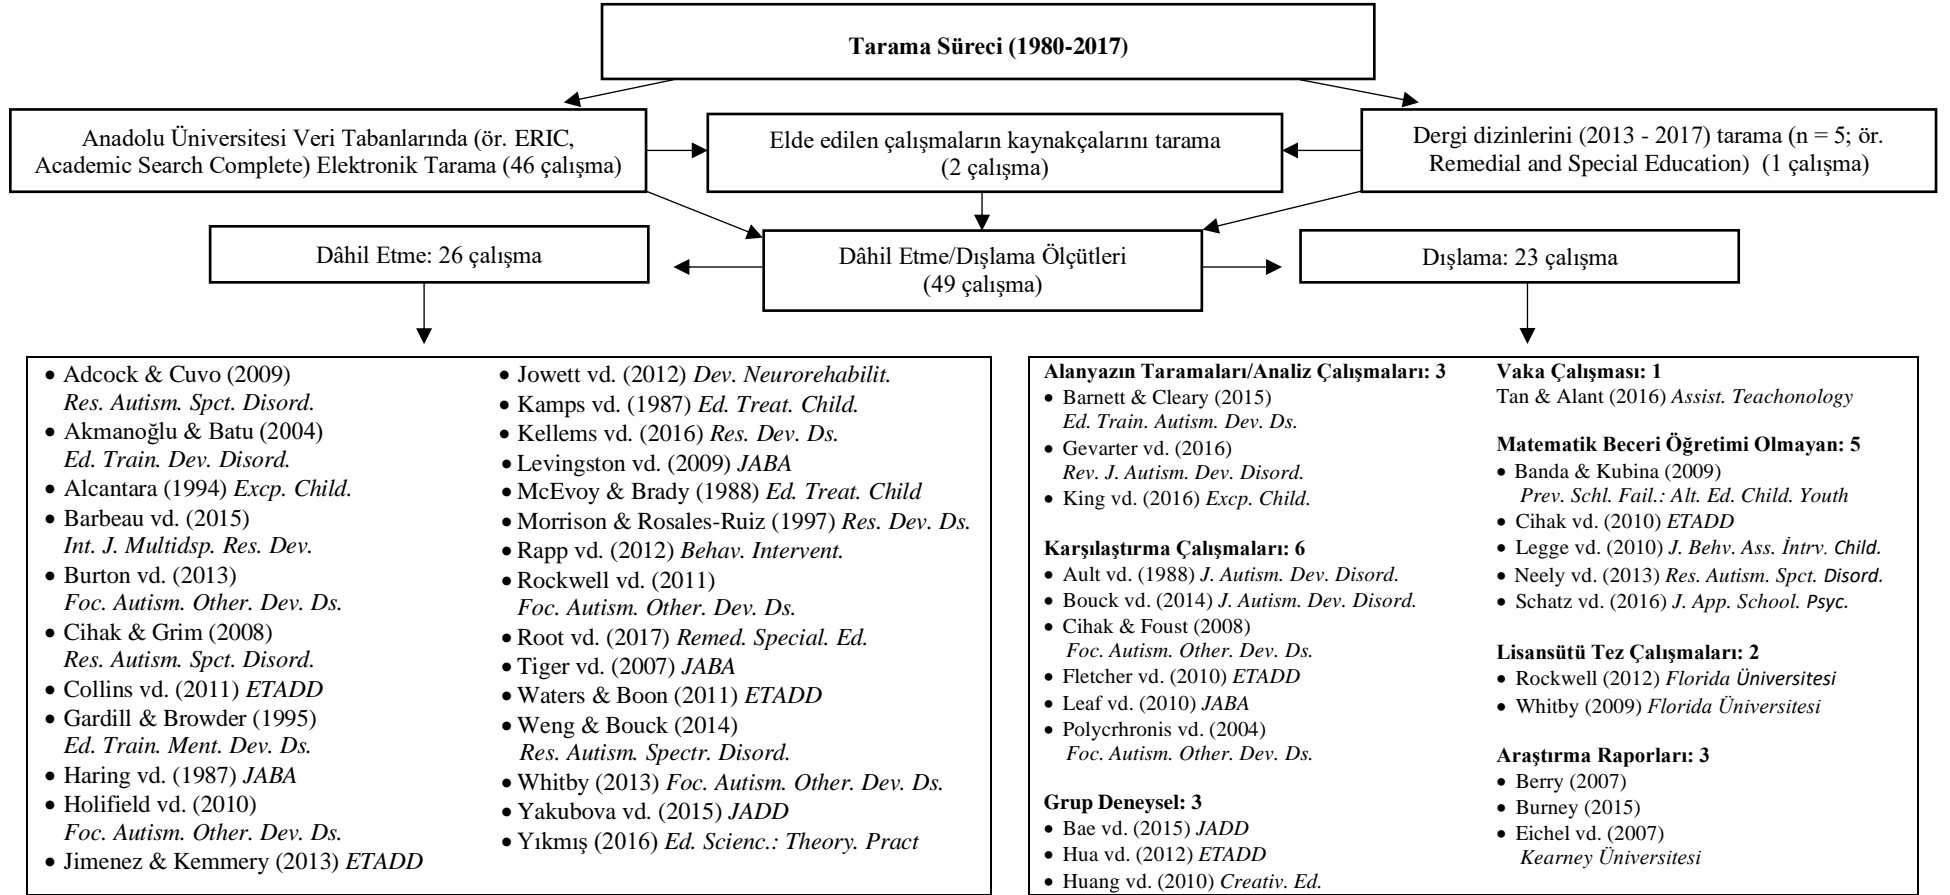 Tarama Süreci (1980-2017)
Anadolu Üniversitesi Veri Tabanlarında (ör. ERIC,
Academic Search Complete) Elektronik Tarama (46 çalışma)
Elde edilen çalışmaların kaynakçalarını tarama
(2 çalışma)
Dergi dizinlerini (2013 - 2017) tarama (n = 5; ör.
Remedial and Special Education) (1 çalışma)
Dâhil Etme: 26 çalışma
Dâhil Etme/Dışlama Ölçütleri
(49 çalışma)
Dışlama: 23 çalışma
• Adcock & Cuvo (2009)
Res. Autism. Spct. Disord.
• Akmanoğlu & Batu (2004)
Ed. Train. Dev. Disord.
• Alcantara (1994) Excp. Child.
• Barbeau vd. (2015)
Int. J. Multidsp. Res. Dev.
• Burton vd. (2013)
Foc. Autism. Other. Dev. Ds.
• Cihak & Grim (2008)
Res. Autism. Spct. Disord.
• Collins vd. (2011) ETADD
• Gardill & Browder (1995)
Ed. Train. Ment. Dev. Ds.
• Haring vd. (1987) JABA
• Holifield vd. (2010)
Foc. Autism. Other. Dev. Ds.
• Jimenez & Kemmery (2013) ETADD
• Jowett vd. (2012) Dev. Neurorehabilit.
• Kamps vd. (1987) Ed. Treat. Child.
• Kellems vd. (2016) Res. Dev. Ds.
• Levingston vd. (2009) JABA
• McEvoy & Brady (1988) Ed. Treat. Child
• Morrison & Rosales-Ruiz (1997) Res. Dev. Ds.
• Rapp vd. (2012) Behav. Intervent.
• Rockwell vd. (2011)
Foc. Autism. Other. Dev. Ds.
• Root vd. (2017) Remed. Special. Ed.
• Tiger vd. (2007) JABA
• Waters & Boon (2011) ETADD
• Weng & Bouck (2014)
Res. Autism. Spectr. Disord.
• Whitby (2013) Foc. Autism. Other. Dev. Ds.
• Yakubova vd. (2015) JADD
• Yıkmış (2016) Ed. Scienc.: Theory. Pract
Alanyazın Taramaları/Analiz Çalışmaları: 3
• Barnett & Cleary (2015)
Ed. Train. Autism. Dev. Ds.
• Gevarter vd. (2016)
Rev. J. Autism. Dev. Disord.
• King vd. (2016) Excp. Child.
Karşılaştırma Çalışmaları: 6
• Ault vd. (1988) J. Autism. Dev. Disord.
• Bouck vd. (2014) J. Autism. Dev. Disord.
• Cihak & Foust (2008)
Foc. Autism. Other. Dev. Ds.
• Fletcher vd. (2010) ETADD
• Leaf vd. (2010) JABA
• Polycrhronis vd. (2004)
Foc. Autism. Other. Dev. Ds.
Grup Deneysel: 3
• Bae vd. (2015) JADD
• Hua vd. (2012) ETADD
• Huang vd. (2010) Creativ. Ed.
Vaka Çalışması: 1
Tan & Alant (2016) Assist. Teachonology
Matematik Beceri Öğretimi Olmayan: 5
• Banda & Kubina (2009)
Prev. Schl. Fail.: Alt. Ed. Child. Youth
• Cihak vd. (2010) ETADD
• Legge vd. (2010) J. Behv. Ass. İntrv. Child.
• Neely vd. (2013) Res. Autism. Spct. Disord.
• Schatz vd. (2016) J. App. School. Psyc.
Lisansütü Tez Çalışmaları: 2
• Rockwell (2012) Florida Üniversitesi
• Whitby (2009) Florida Üniversitesi
Araştırma Raporları: 3
• Berry (2007)
• Burney (2015)
• Eichel vd. (2007)
Kearney Üniversitesi